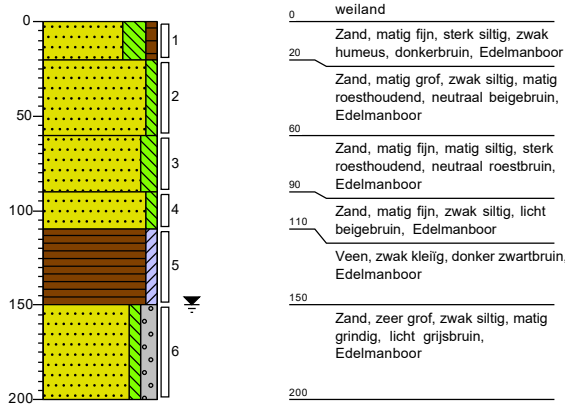 0
50
100
150
200
1
2
3
4
5
6
0
weiland
Zand, matig fijn, sterk siltig, zwak
humeus, donkerbruin, Edelmanboor
20
Zand, matig grof, zwak siltig, matig
roesthoudend, neutraal beigebruin,
Edelmanboor
60
Zand, matig fijn, matig siltig, sterk
roesthoudend, neutraal roestbruin,
Edelmanboor
90
Zand, matig fijn, zwak siltig, licht
beigebruin, Edelmanboor
110
Veen, zwak kleiïg, donker zwartbruin,
Edelmanboor
150
Zand, zeer grof, zwak siltig, matig
grindig, licht grijsbruin,
Edelmanboor
200